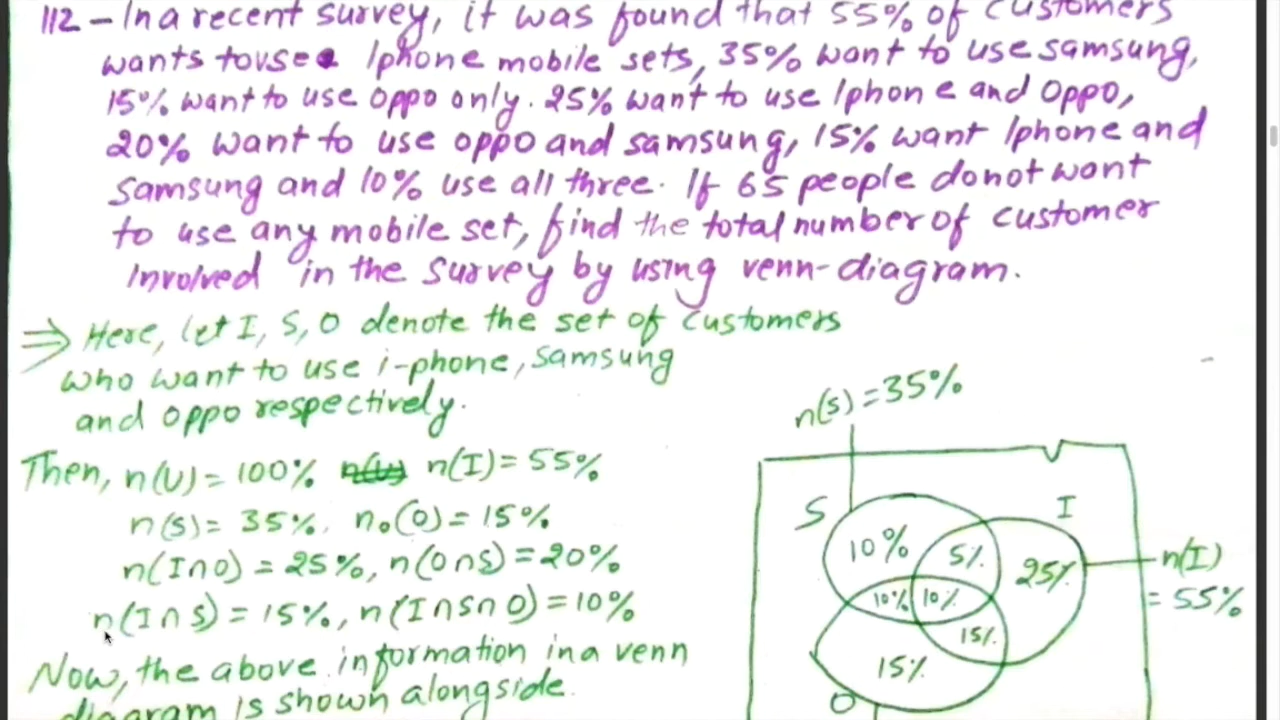 112 - In a recent survey, it was found that 55% of customers
wants to use Iphone mobile sets, 35% want to use samsung,
15% want to use oppo only. 25% want to use Iphone and Oppo,
20% want to use oppo and samsung, 15% want Iphone and
Samsung and 10% use all three. If 65 people donot want
to use any mobile set, find the total number of customer
Involved in the survey by using venn-diagram.
⇒ Here, let I, S, O denote the set of customers
who want to use i-phone, samsung
and oppo respectively.
Then, n(U) = 100% n(I) = 55%
n(S) = 35%, n₀(O) = 15%
n(I∩O) = 25%, n(O∩S) = 20%
n(I∩S) = 15%, n(I∩S∩O) = 10%
Now, the above information in a venn
diagram is shown alongside.
n(S) = 35%
U
S
I
10%
5%
25%
n(I)
= 55%
10%
10%
15%
15%
O